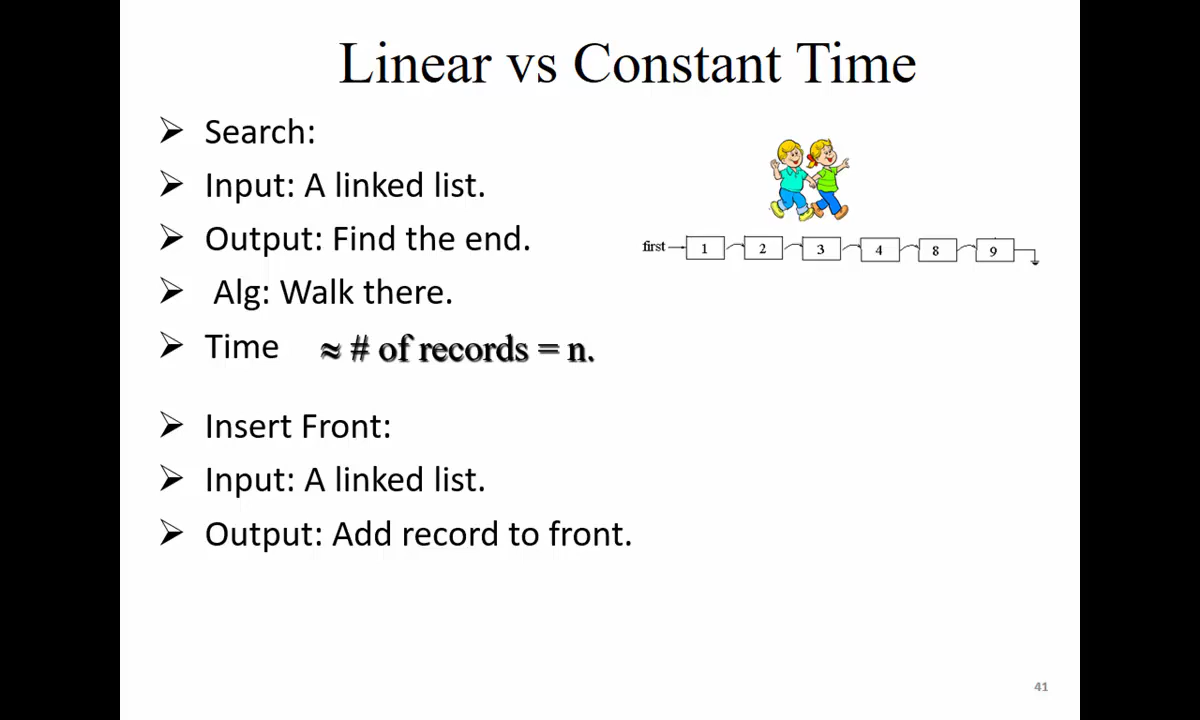 Linear vs Constant Time
➢ Search:
➢ Input: A linked list.
➢ Output: Find the end.
first 1 2 3 4 8 9
➢ Alg: Walk there.
➢ Time ≈ # of records = n.
➢ Insert Front:
➢ Input: A linked list.
➢ Output: Add record to front.
41